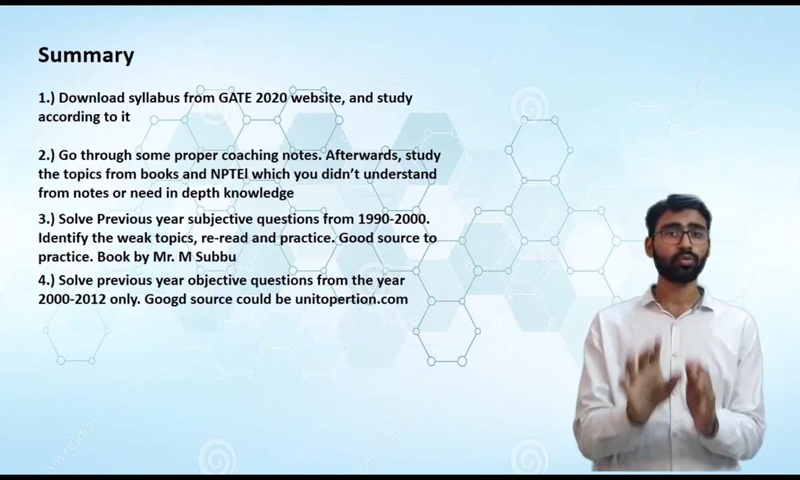 Summary
1.) Download syllabus from GATE 2020 website, and study
according to it
2.) Go through some proper coaching notes. Afterwards, study
the topics from books and NPTEl which you didn’t understand
from notes or need in depth knowledge
3.) Solve Previous year subjective questions from 1990-2000.
Identify the weak topics, re-read and practice. Good source to
practice. Book by Mr. M Subbu
4.) Solve previous year objective questions from the year
2000-2012 only. Googd source could be unitopertion.com